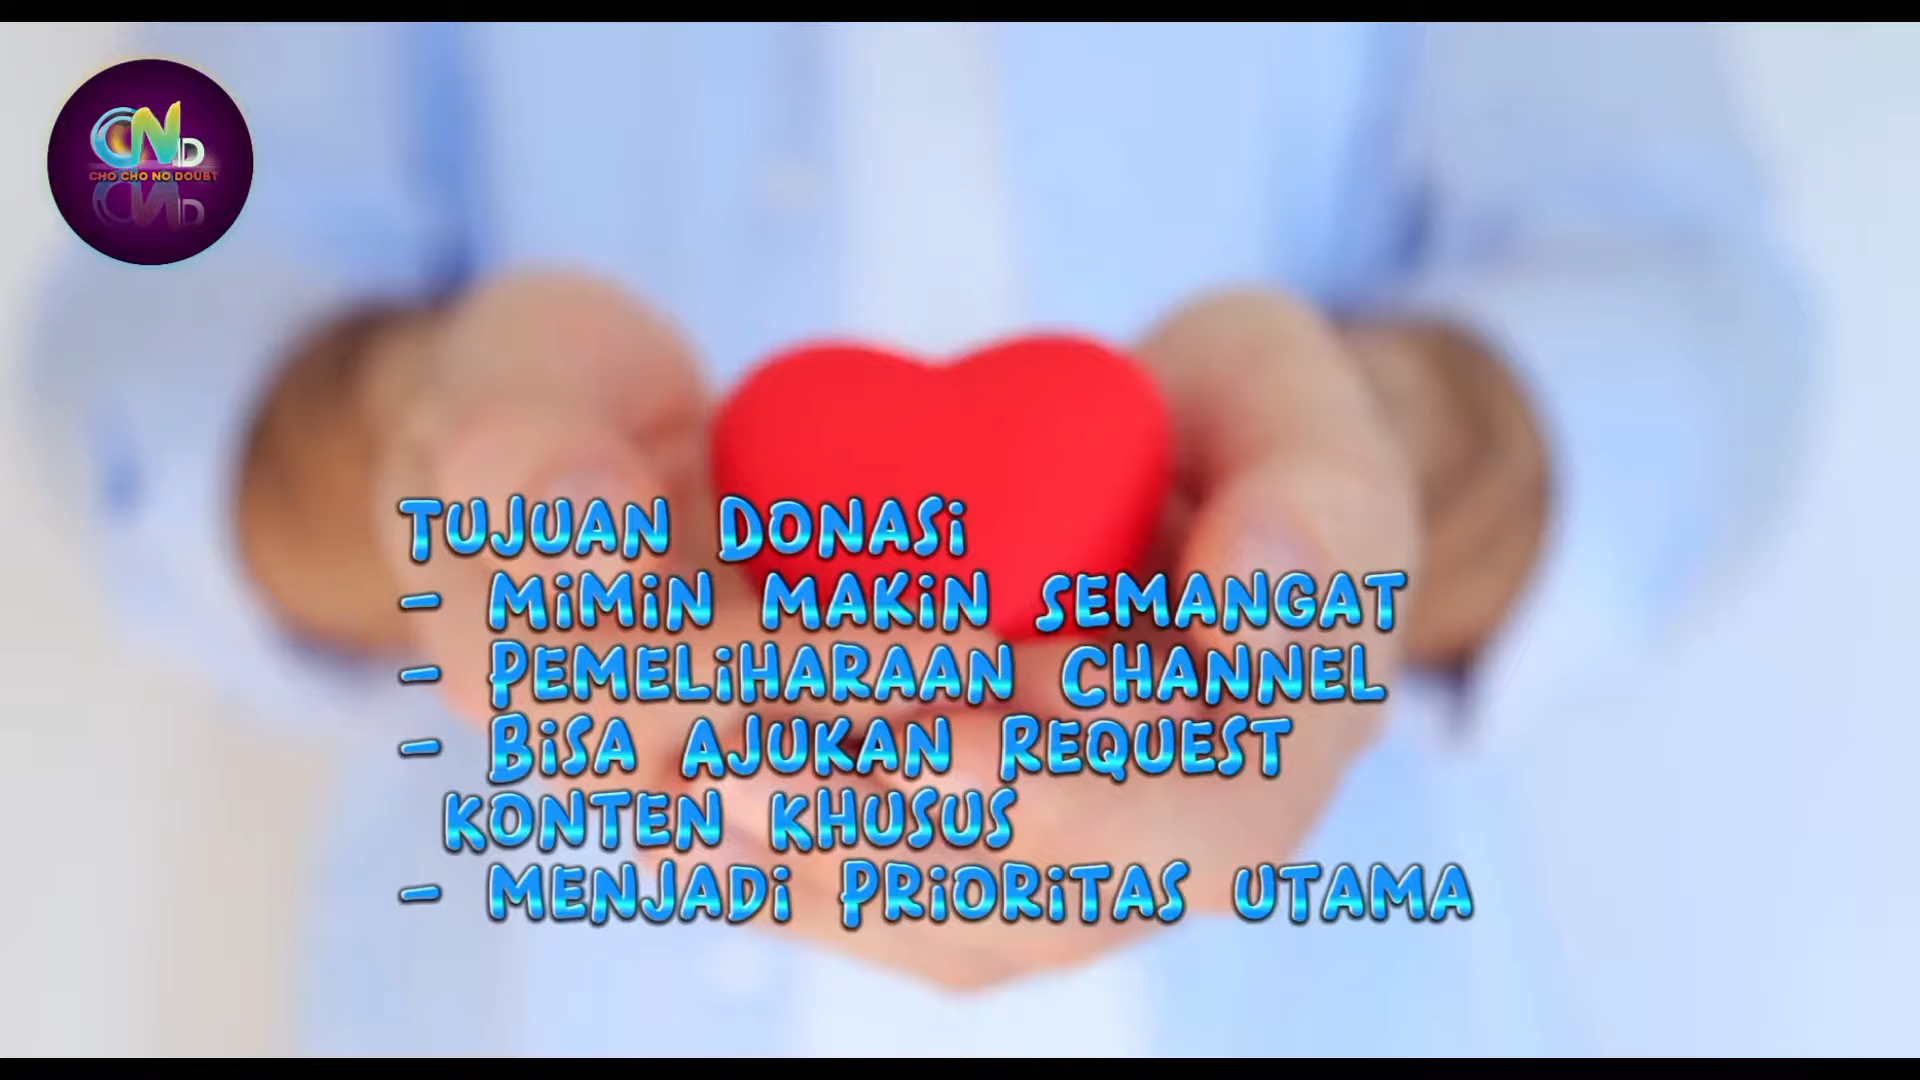 CND
CHO CHO NO DOUBT
TUJUAN DONASi
- MiMiN MAKiN SEMANGAT
- PEMELiHARAAN CHANNEL
- BiSA AJUKAN REQUEST
KONTEN KHUSUS
- MENJADi PRiORiTAS UTAMA